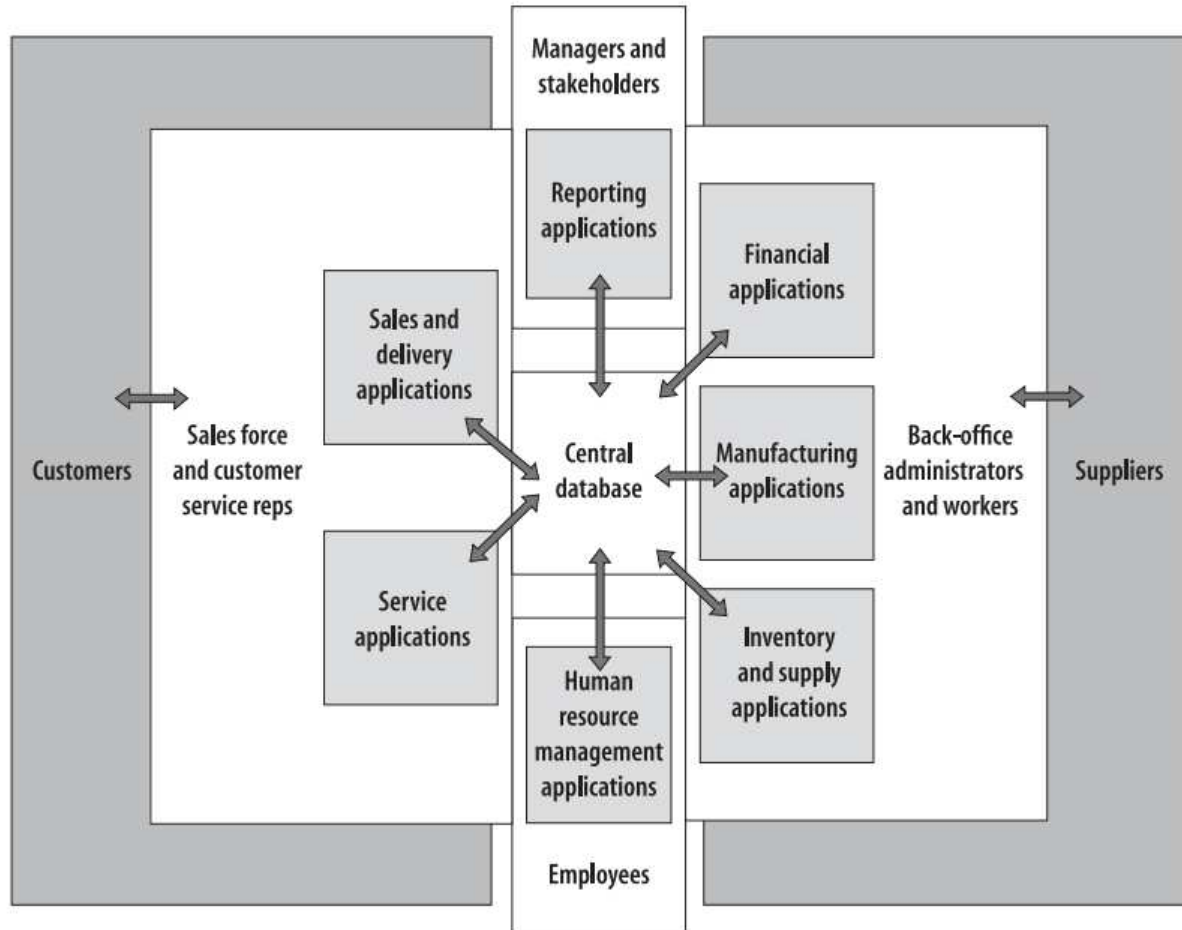 Managers and
stakeholders
Reporting
applications
Financial
applications
Sales and
delivery
applications
Customers
Sales force
and customer
service reps
Central
database
Manufacturing
applications
Back-office
administrators
and workers
Suppliers
Service
applications
Inventory
and supply
applications
Human
resource
management
applications
Employees